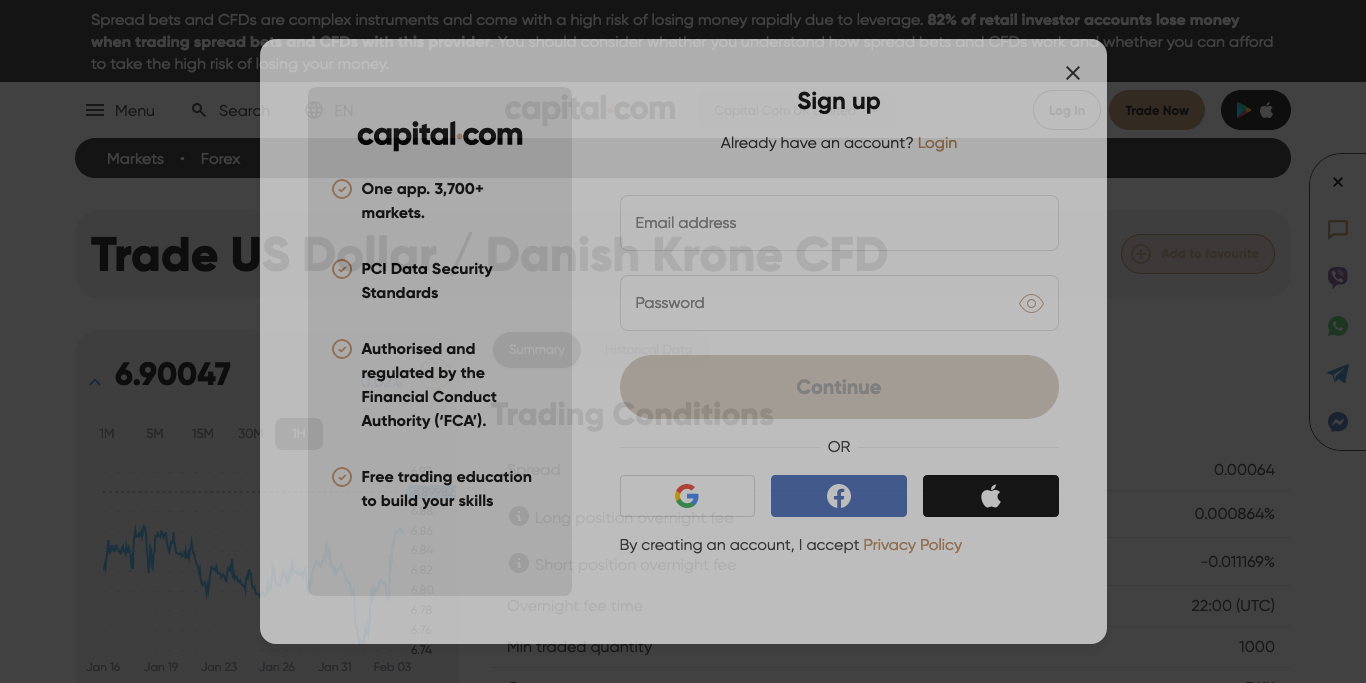 Spread bets and CFDs are complex instruments and come with a high risk of losing money rapidly due to leverage. 82% of retail investor accounts lose money
when trading spread bets and CFDs with this provider. You should consider whether you understand how spread bets and CFDs work and whether you can afford
to take the high risk of losing your money.
Menu
Search
EN
capital.com
Capital Com UK Limited
Log In
Trade Now
Markets • Forex
Trade US Dollar / Danish Krone CFD
Add to favourite
6.90047
1M 5M 15M 30M 1H
6.86
6.84
6.82
6.80
6.78
6.76
6.74
Jan 16 Jan 19 Jan 23 Jan 26 Jan 31 Feb 03
Summary
Historical Data
Trading Conditions
Spread 0.00064
Long position overnight fee 0.000864%
Short position overnight fee -0.011169%
Overnight fee time 22:00 (UTC)
Min traded quantity 1000
capital.com
One app. 3,700+
markets.
PCI Data Security
Standards
Authorised and
regulated by the
Financial Conduct
Authority (‘FCA’).
Free trading education
to build your skills
Sign up
Already have an account? Login
Email address
Password
Continue
OR
By creating an account, I accept Privacy Policy